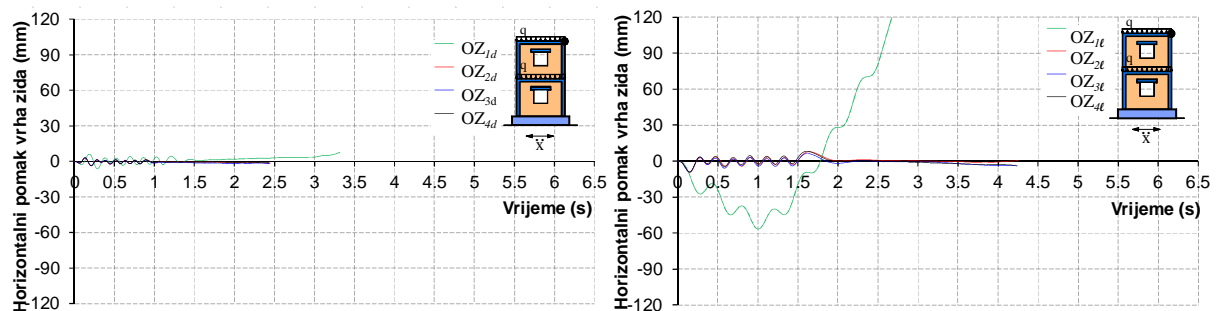 Horizontalni pomak vrha zida (mm)
120
90
60
30
0
-30
-60
-90
-120
0 0.5 1 1.5 2 2.5 3 3.5 4 4.5 5 5.5 6 6.5
Vrijeme (s)
OZ1d
OZ2d
OZ3d
OZ4d
q
q
X
Horizontalni pomak vrha zida (mm)
120
90
60
30
0
-30
-60
-90
-120
0 0.5 1 1.5 2 2.5 3 3.5 4 4.5 5 5.5 6 6.5
Vrijeme (s)
OZ1ℓ
OZ2ℓ
OZ3ℓ
OZ4ℓ
q
q
X